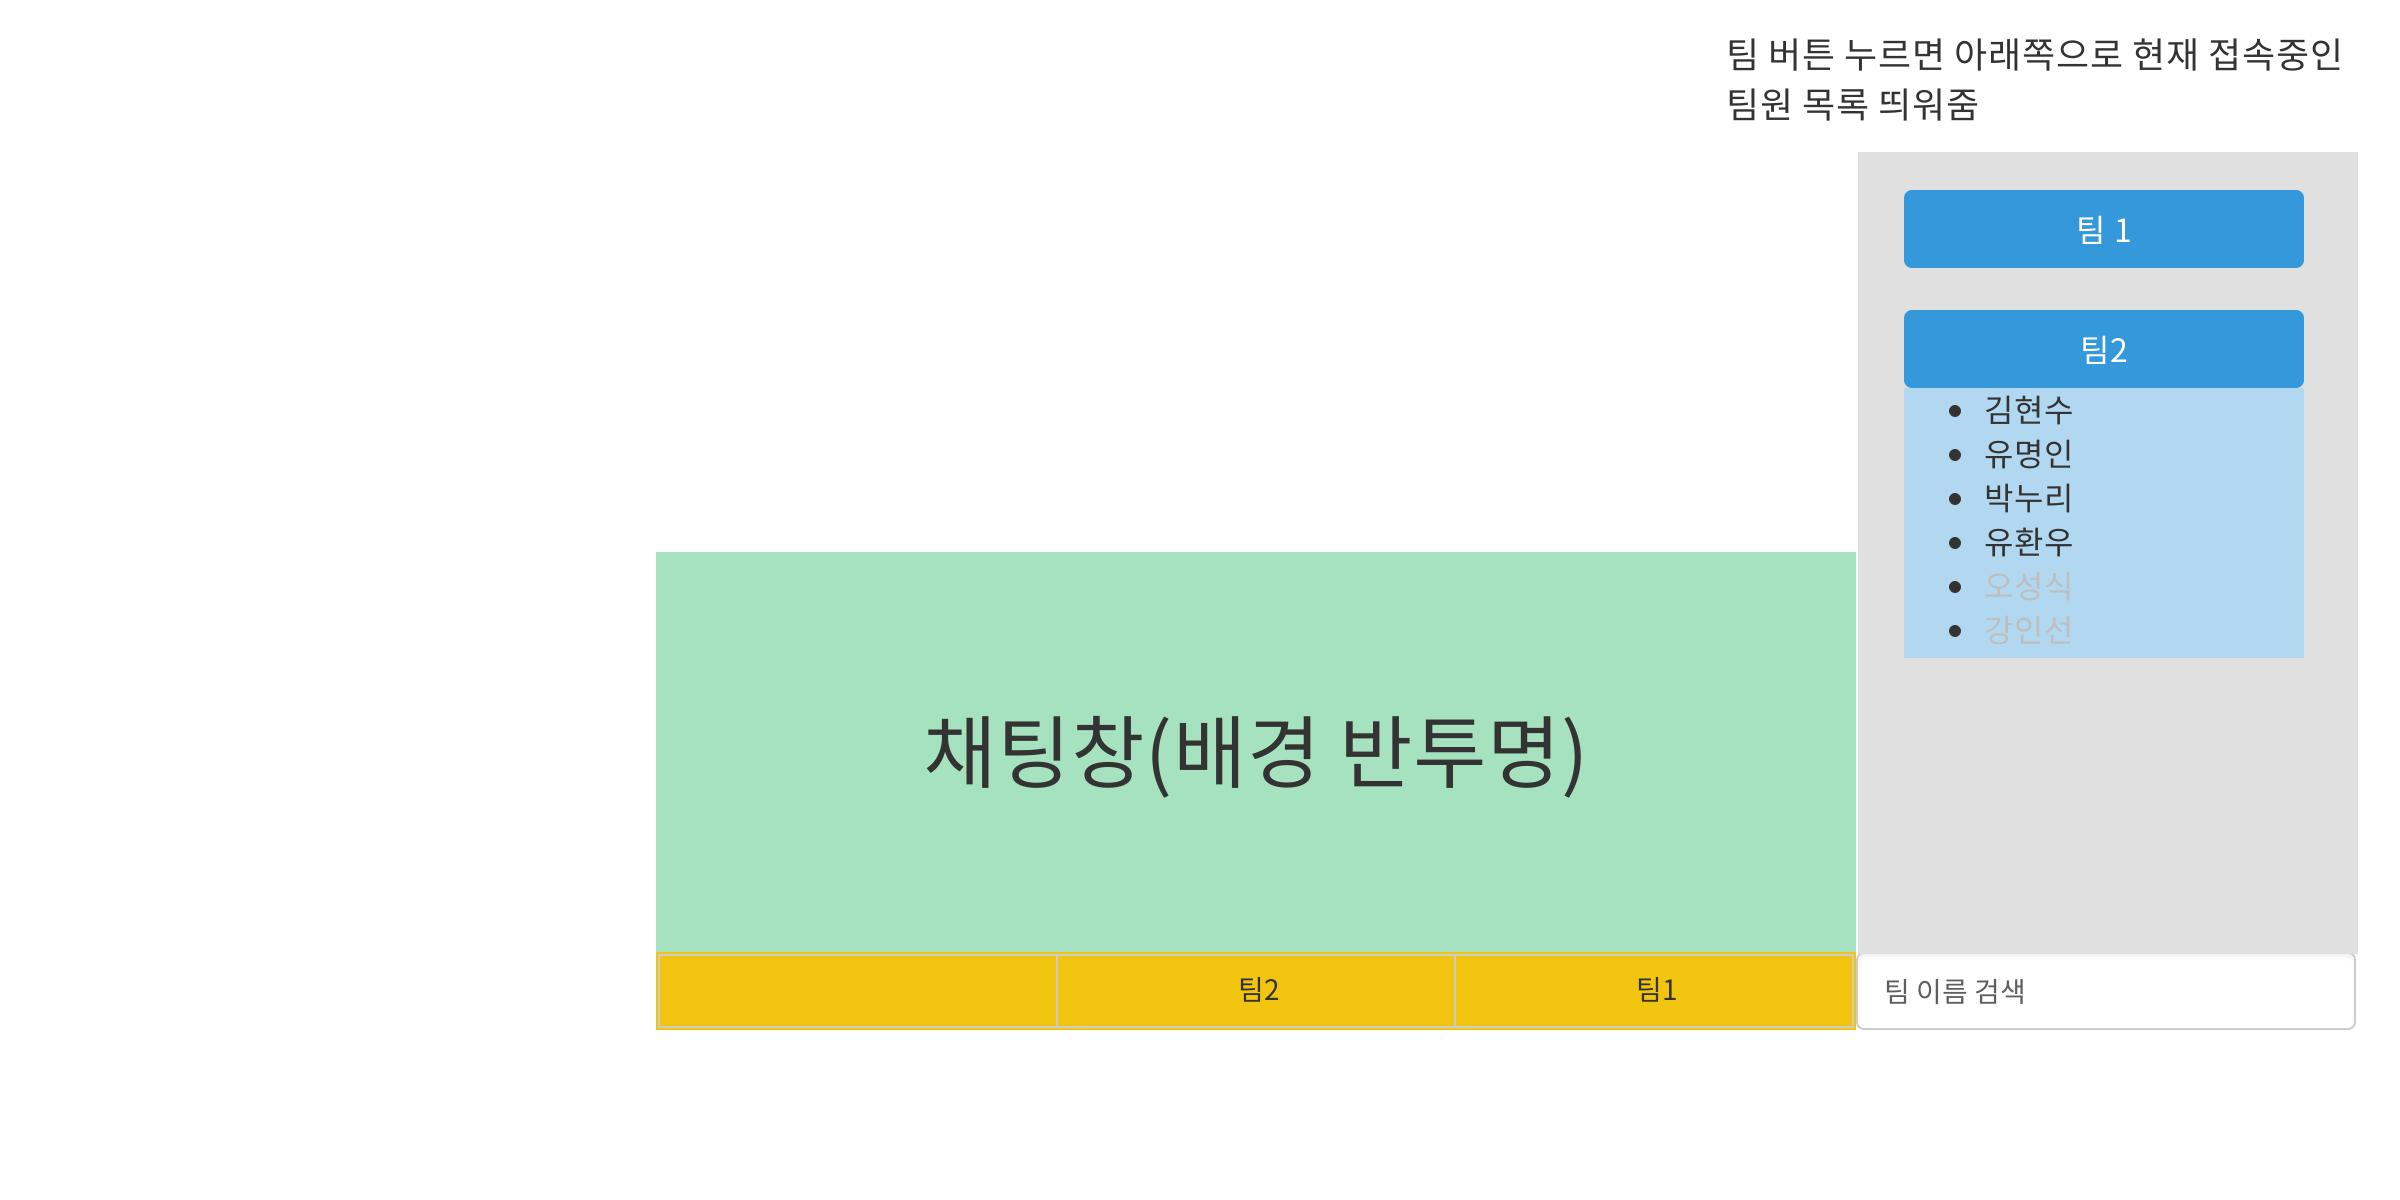 팀 버튼 누르면 아래쪽으로 현재 접속중인
팀원 목록 띄워줌
팀 1
팀2
김현수
유명인
박누리
유환우
오성식
강인선
채팅창(배경 반투명)
팀2
팀1
팀 이름 검색